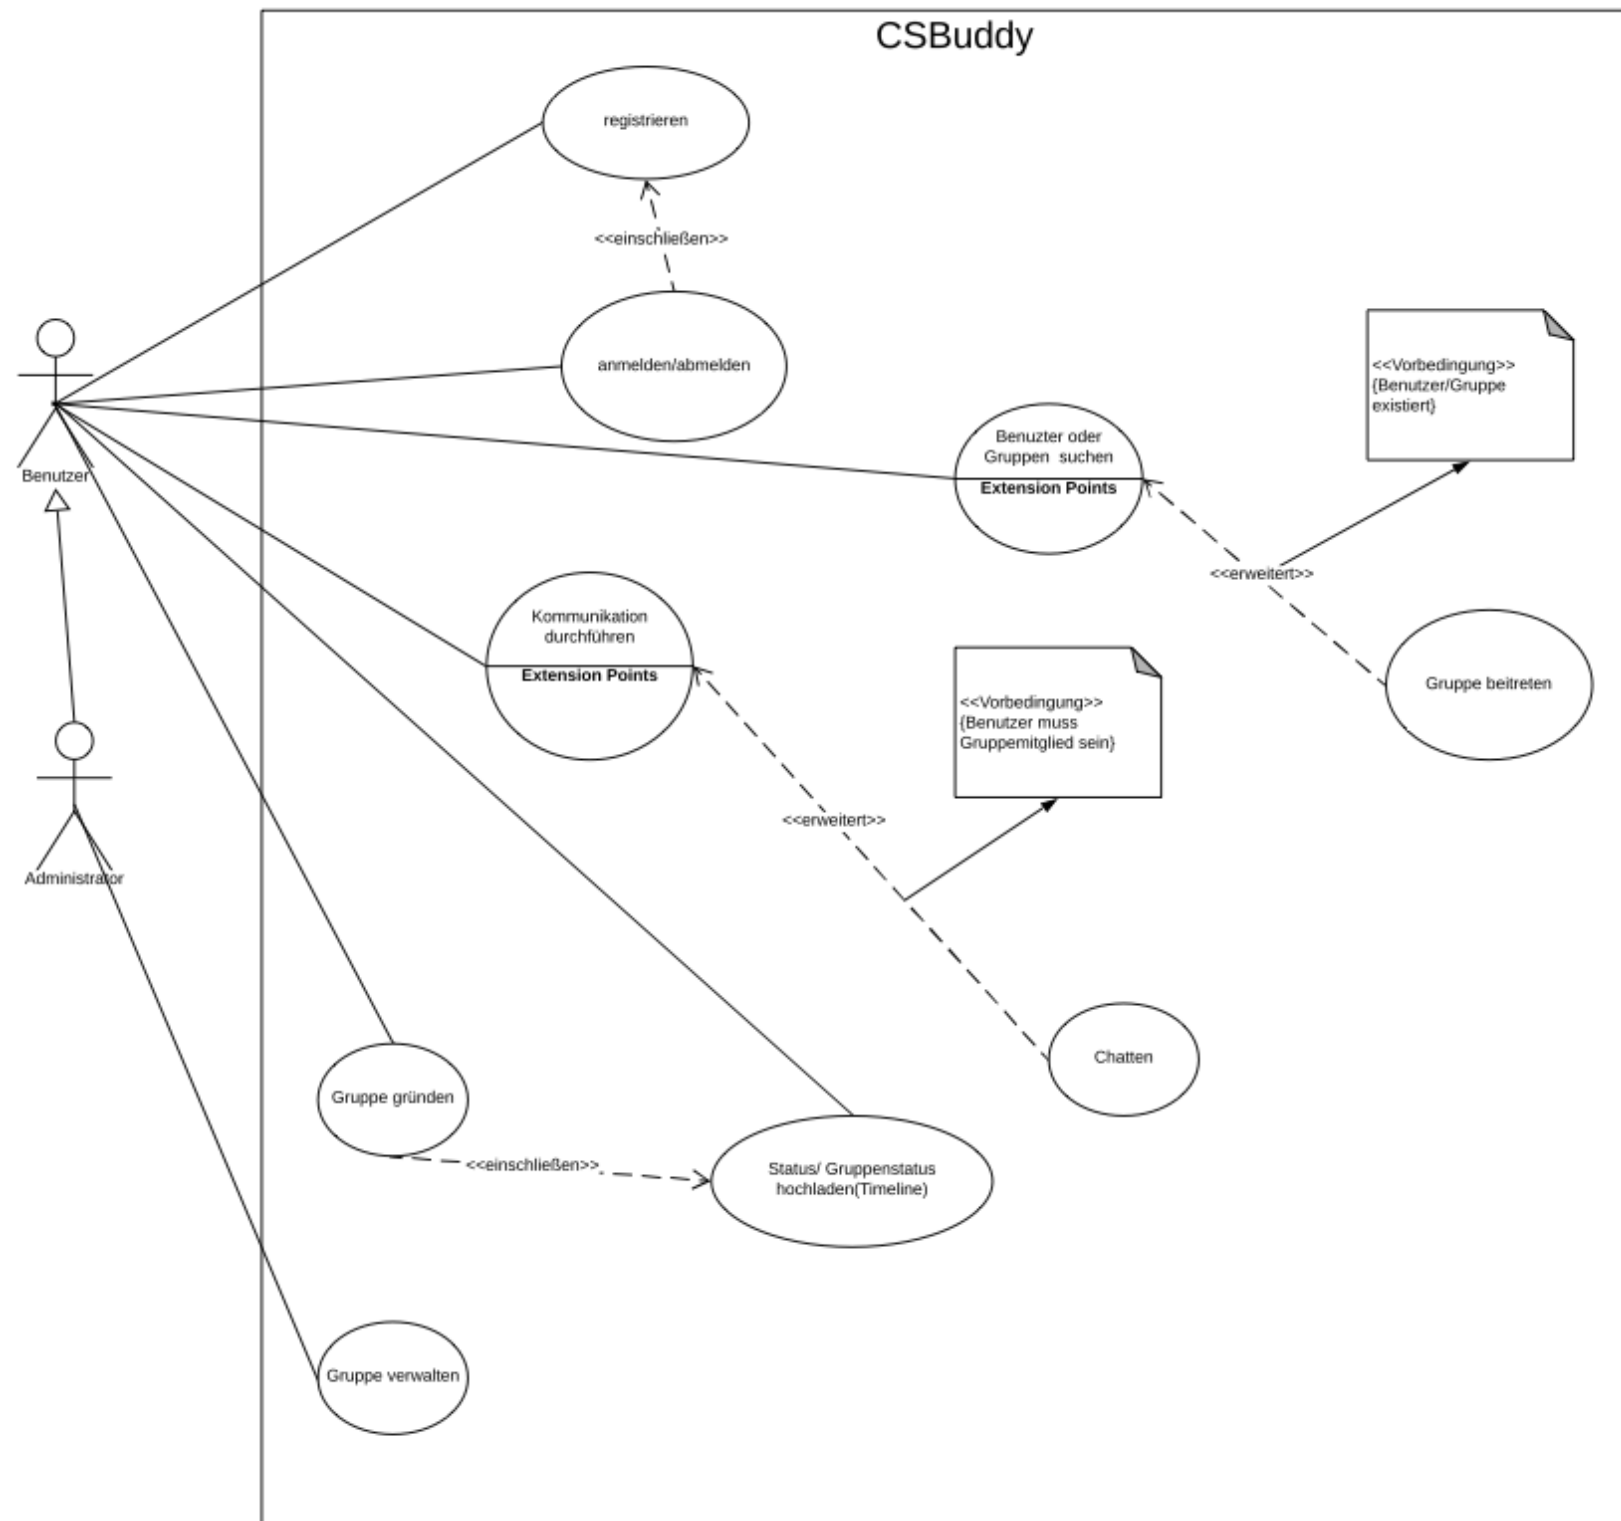 CSBuddy
registrieren
<<einschließen>>
anmelden/abmelden
Benutzer
<<Vorbedingung>>
{Benutzer/Gruppe
existiert}
Benuzter oder
Gruppen suchen
Extension Points
<<erweitert>>
Kommunikation
durchführen
Extension Points
Gruppe beitreten
<<Vorbedingung>>
{Benutzer muss
Gruppemitglied sein}
<<erweitert>>
Administrator
Chatten
Gruppe gründen
<<einschließen>>
Status/ Gruppenstatus
hochladen(Timeline)
Gruppe verwalten